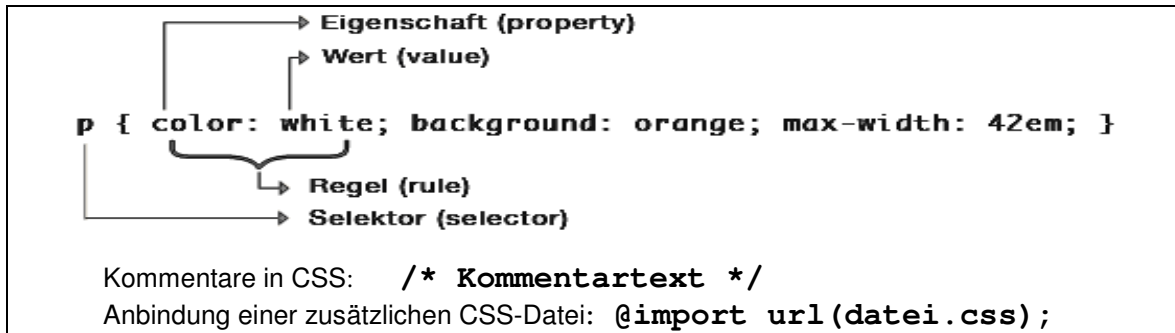 Eigenschaft (property)
Wert (value)
p { color: white; background: orange; max-width: 42em; }
Regel (rule)
Selektor (selector)
Kommentare in CSS: /* Kommentartext */
Anbindung einer zusätzlichen CSS-Datei: @import url(datei.css);